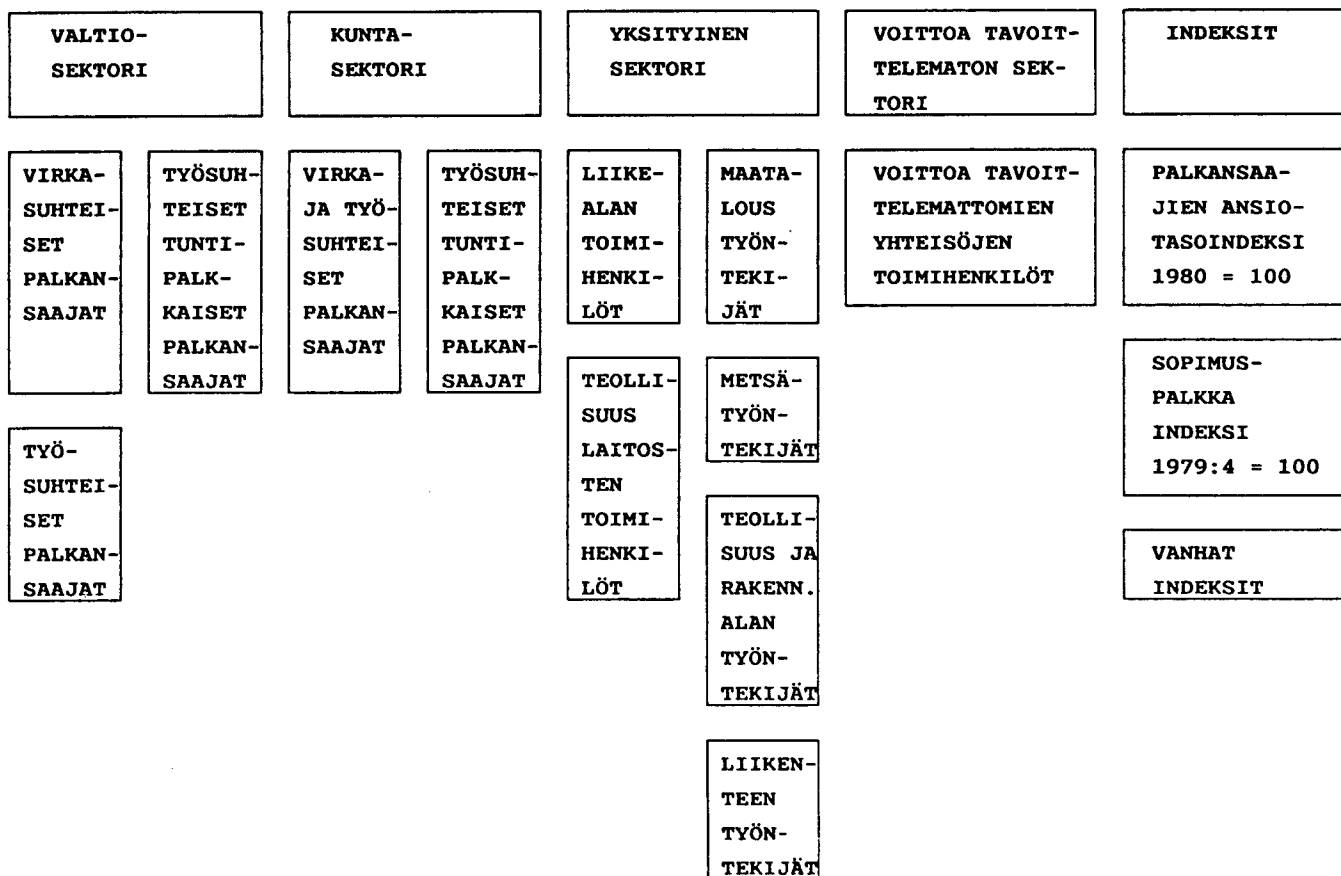 VALTIO-
SEKTORI
KUNTA-
SEKTORI
YKSITYINEN
SEKTORI
VOITTOA TAVOIT-
TELEMATON SEK-
TORI
INDEKSIT
VIRKA-
SUHTEI-
SET
PALKAN-
SAAJAT
TYÖSUH-
TEISET
TUNTI-
PALK-
KAISET
PALKAN-
SAAJAT
VIRKA-
JA TYÖ-
SUHTEI-
SET
PALKAN-
SAAJAT
TYÖSUH-
TEISET
TUNTI-
PALK-
KAISET
PALKAN-
SAAJAT
LIIKE-
ALAN
TOIMI-
HENKI-
LÖT
MAATA-
LOUS
TYÖN-
TEKI-
JÄT
VOITTOA TAVOIT-
TELEMATTOMIEN
YHTEISÖJEN
TOIMIHENKILÖT
PALKANSAA-
JIEN ANSIO-
TASOINDEKSI
1980 = 100
TYÖ-
SUHTEI-
SET
PALKAN-
SAAJAT
TEOLLI-
SUUS
LAITOS-
TEN
TOIMI-
HENKI-
LÖT
METSÄ-
TYÖN-
TEKIJÄT
SOPIMUS-
PALKKA
INDEKSI
1979:4 = 100
TEOLLI-
SUUS JA
RAKENN.
ALAN
TYÖN-
TEKIJÄT
VANHAT
INDEKSIT
LIIKEN-
TEEN
TYÖN-
TEKIJÄT